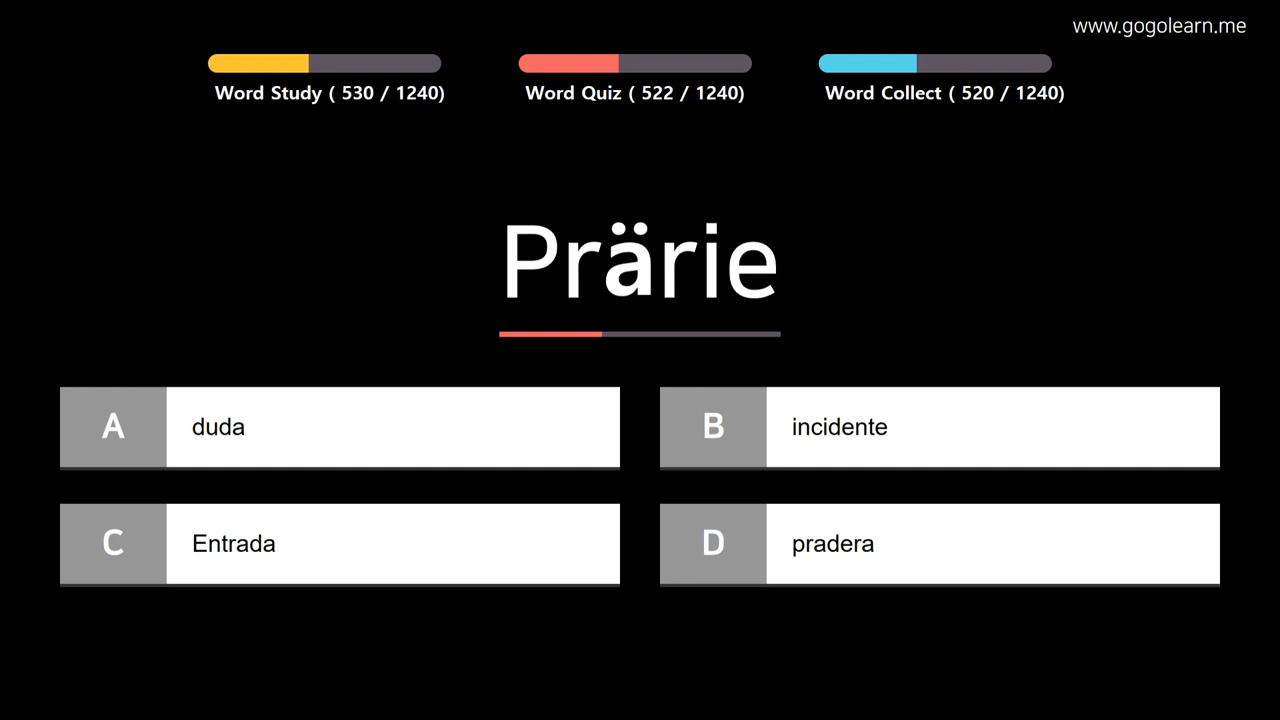 www.gogolearn.me
Word Study ( 530 / 1240)
Word Quiz ( 522 / 1240)
Word Collect ( 520 / 1240)
Prärie
A duda
B incidente
C Entrada
D pradera